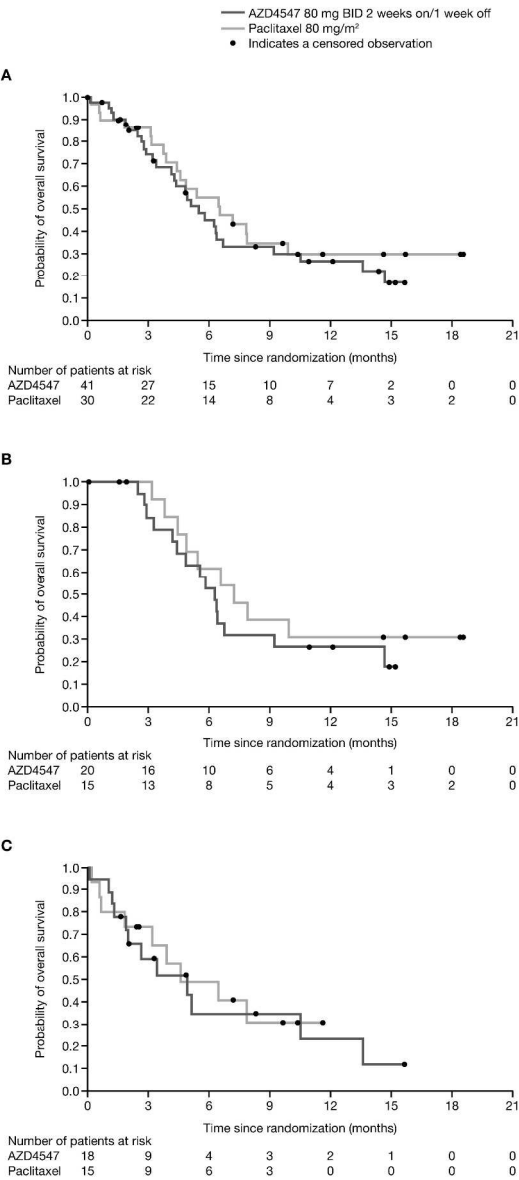 AZD4547 80 mg BID 2 weeks on/1 week off
Paclitaxel 80 mg/m²
Indicates a censored observation
A
Probability of overall survival
1.0
0.9
0.8
0.7
0.6
0.5
0.4
0.3
0.2
0.1
0.0
0 3 6 9 12 15 18 21
Time since randomization (months)
Number of patients at risk
AZD4547 41 27 15 10 7 2 0 0
Paclitaxel 30 22 14 8 4 3 2 0
B
Probability of overall survival
1.0
0.9
0.8
0.7
0.6
0.5
0.4
0.3
0.2
0.1
0.0
0 3 6 9 12 15 18 21
Time since randomization (months)
Number of patients at risk
AZD4547 20 16 10 6 4 1 0 0
Paclitaxel 15 13 8 5 4 3 2 0
C
Probability of overall survival
1.0
0.9
0.8
0.7
0.6
0.5
0.4
0.3
0.2
0.1
0.0
0 3 6 9 12 15 18 21
Time since randomization (months)
Number of patients at risk
AZD4547 18 9 4 3 2 1 0 0
Paclitaxel 15 9 6 3 0 0 0 0